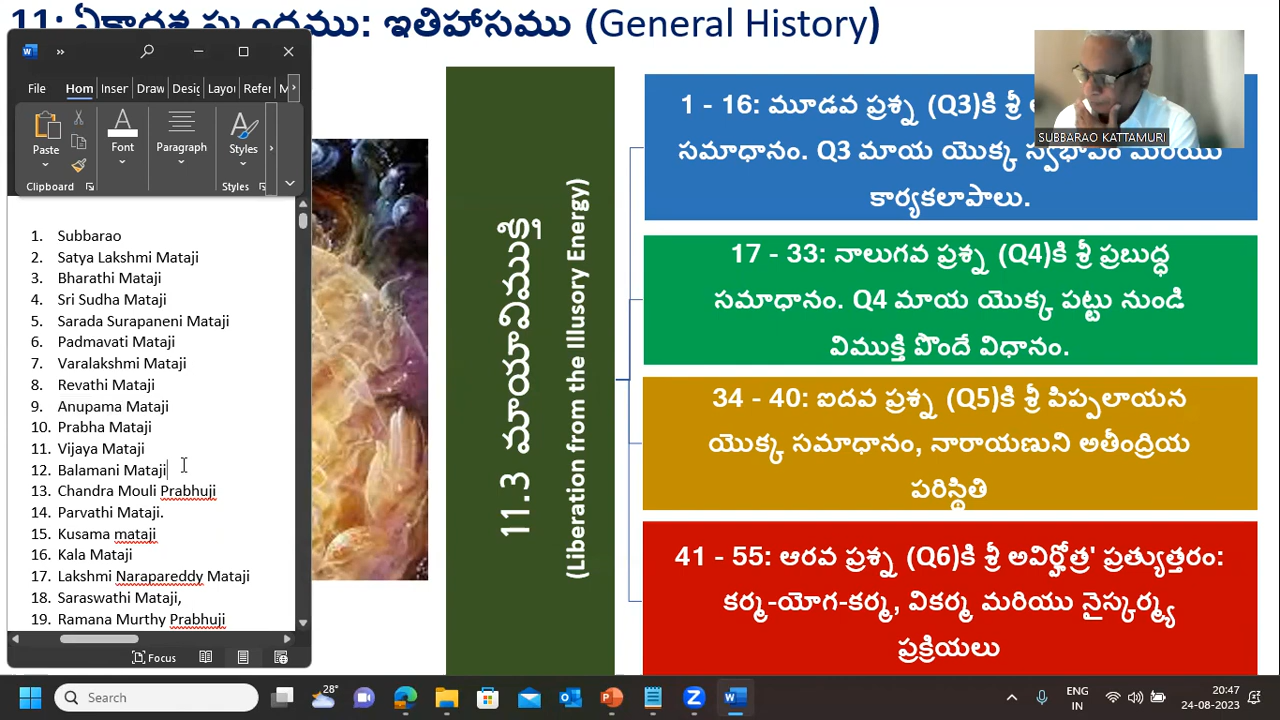 11: ఏకాదశ స్కంధము: ఇతిహాసము (General History)
File Hom Inser Draw Desig Layo Refer M
Paste Font Paragraph Styles
Clipboard Styles
1. Subbarao
2. Satya Lakshmi Mataji
3. Bharathi Mataji
4. Sri Sudha Mataji
5. Sarada Surapaneni Mataji
6. Padmavati Mataji
7. Varalakshmi Mataji
8. Revathi Mataji
9. Anupama Mataji
10. Prabha Mataji
11. Vijaya Mataji
12. Balamani Mataji
13. Chandra Mouli Prabhuji
14. Parvathi Mataji.
15. Kusama mataji
16. Kala Mataji
17. Lakshmi Narapareddy Mataji
18. Saraswathi Mataji,
19. Ramana Murthy Prabhuji
Focus
11.3 మాయావిముక్తి
(Liberation from the Illusory Energy)
1 - 16: మూడవ ప్రశ్న (Q3)కి శ్రీ
సమాధానం. Q3 మాయ యొక్క స్వభావం మరియు
కార్యకలాపాలు.
17 - 33: నాలుగవ ప్రశ్న (Q4)కి శ్రీ ప్రబుద్ధ
సమాధానం. Q4 మాయ యొక్క పట్టు నుండి
విముక్తి పొందే విధానం.
34 - 40: ఐదవ ప్రశ్న (Q5)కి శ్రీ పిప్పలాయన
యొక్క సమాధానం, నారాయణుని అతీంద్రియ
పరిస్థితి
41 - 55: ఆరవ ప్రశ్న (Q6)కి శ్రీ అవిర్హోత్ర' ప్రత్యుత్తరం:
కర్మ-యోగ-కర్మ, వికర్మ మరియు నైష్కర్మ్య
ప్రక్రియలు
SUBBARAO KATTAMURI
Search
28°
ENG
IN
20:47
24-08-2023